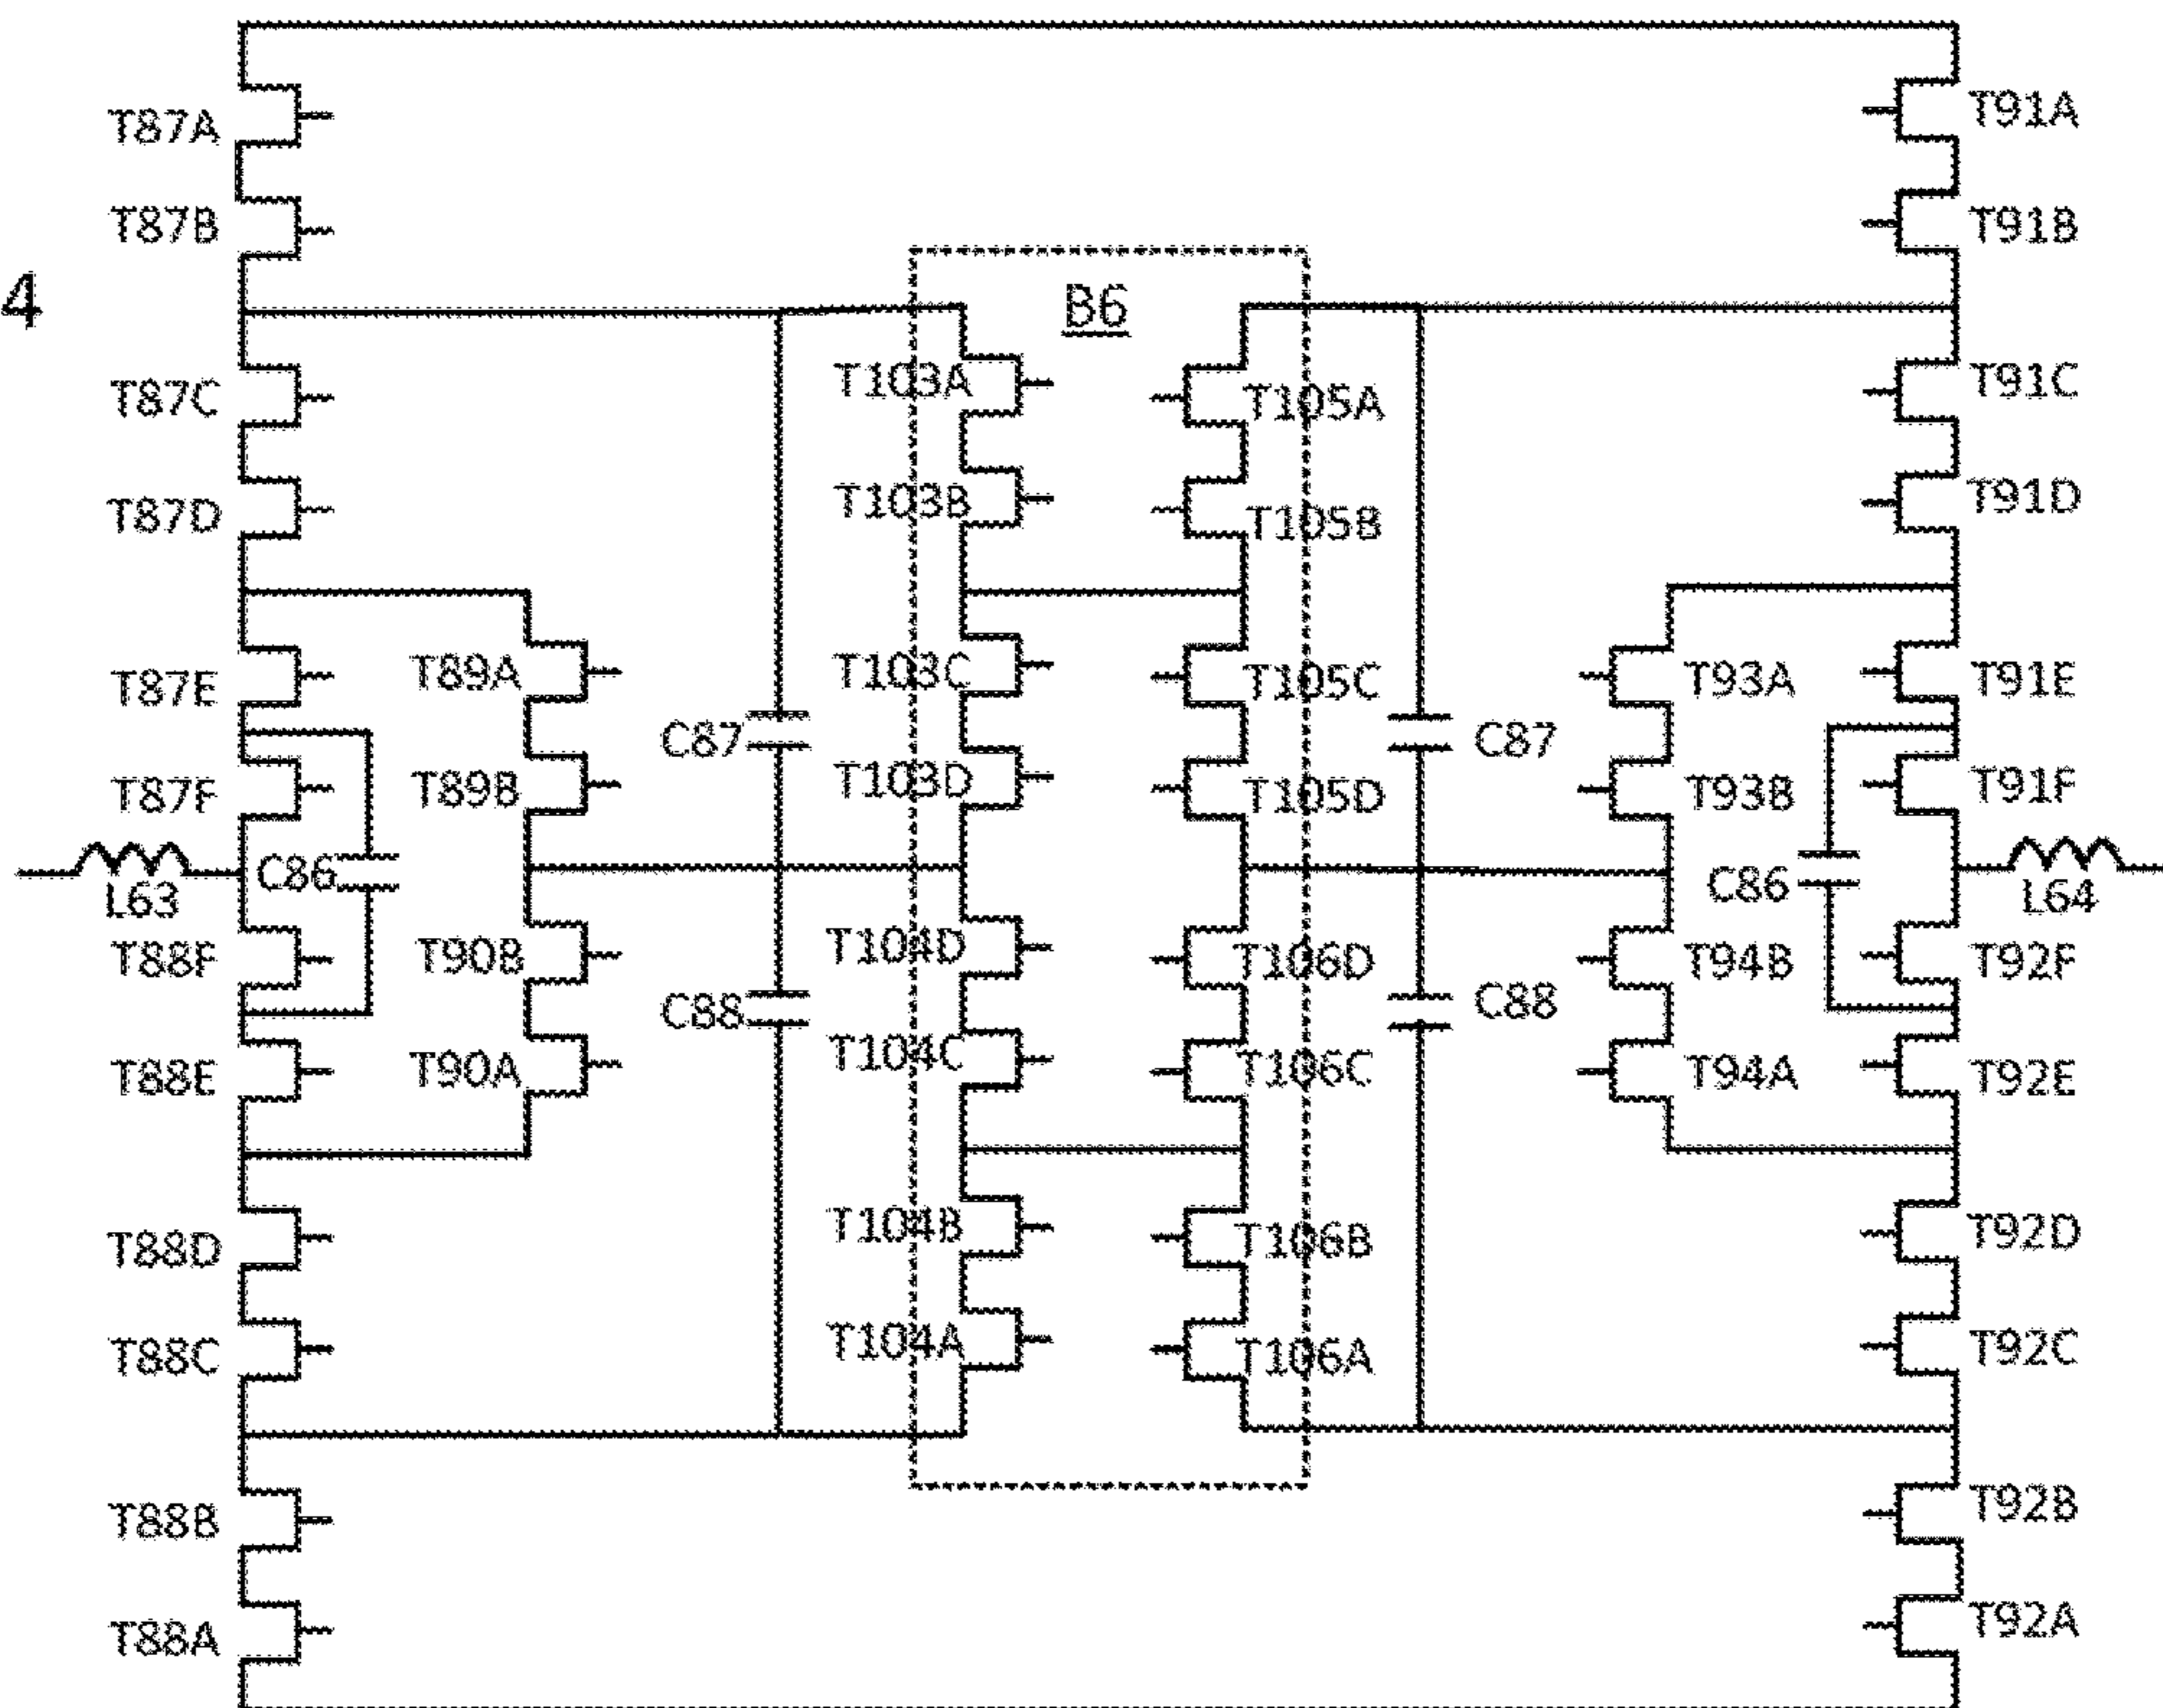 T87A
T91A
T87B
T91B
4
B6
T87C
T103A
T105A
T91C
T87D
T103B
T105B
T91D
T87E
T89A
T103C
T105C
T93A
T91E
T87F
T89B
C87
T103D
T105D
C87
T93B
T91F
L63
C86
C86
L64
T88F
T90B
T104D
T106D
T94B
T92F
C88
C88
T88E
T90A
T104C
T106C
T94A
T92E
T88D
T104B
T106B
T92D
T88C
T104A
T106A
T92C
T88B
T92B
T88A
T92A